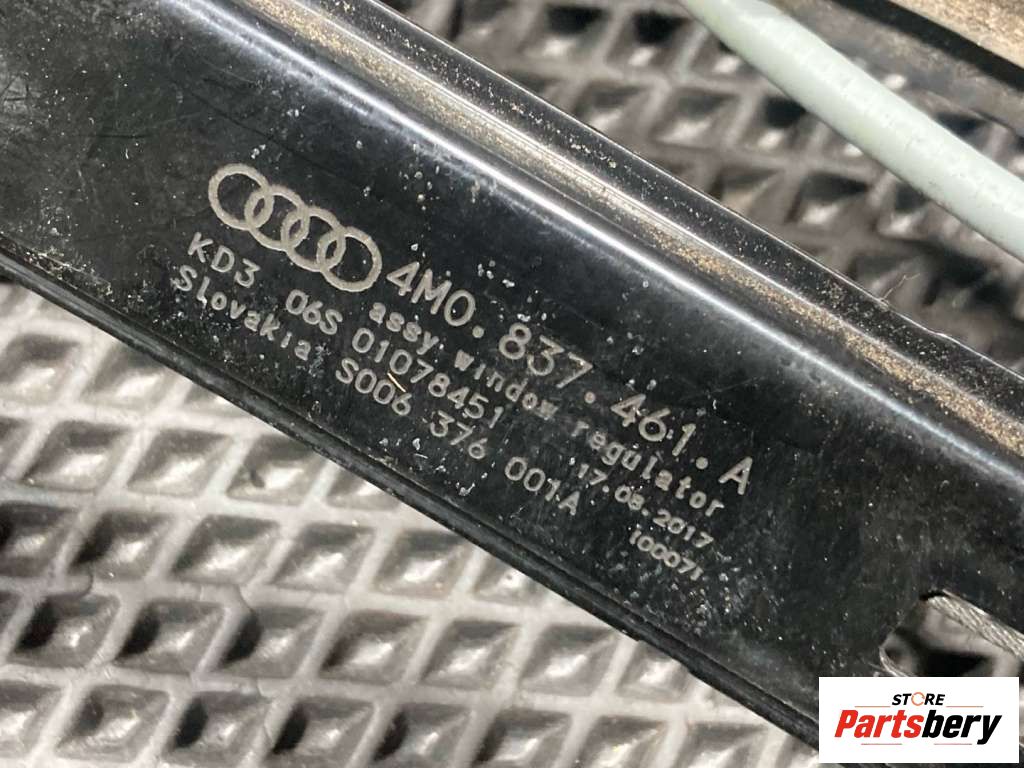 4M0.837.461.A
assy.window regulator
KD3 06S 01078451 17.08.2017
Slovakia S006 376 001A 100071
STORE
Partsbery